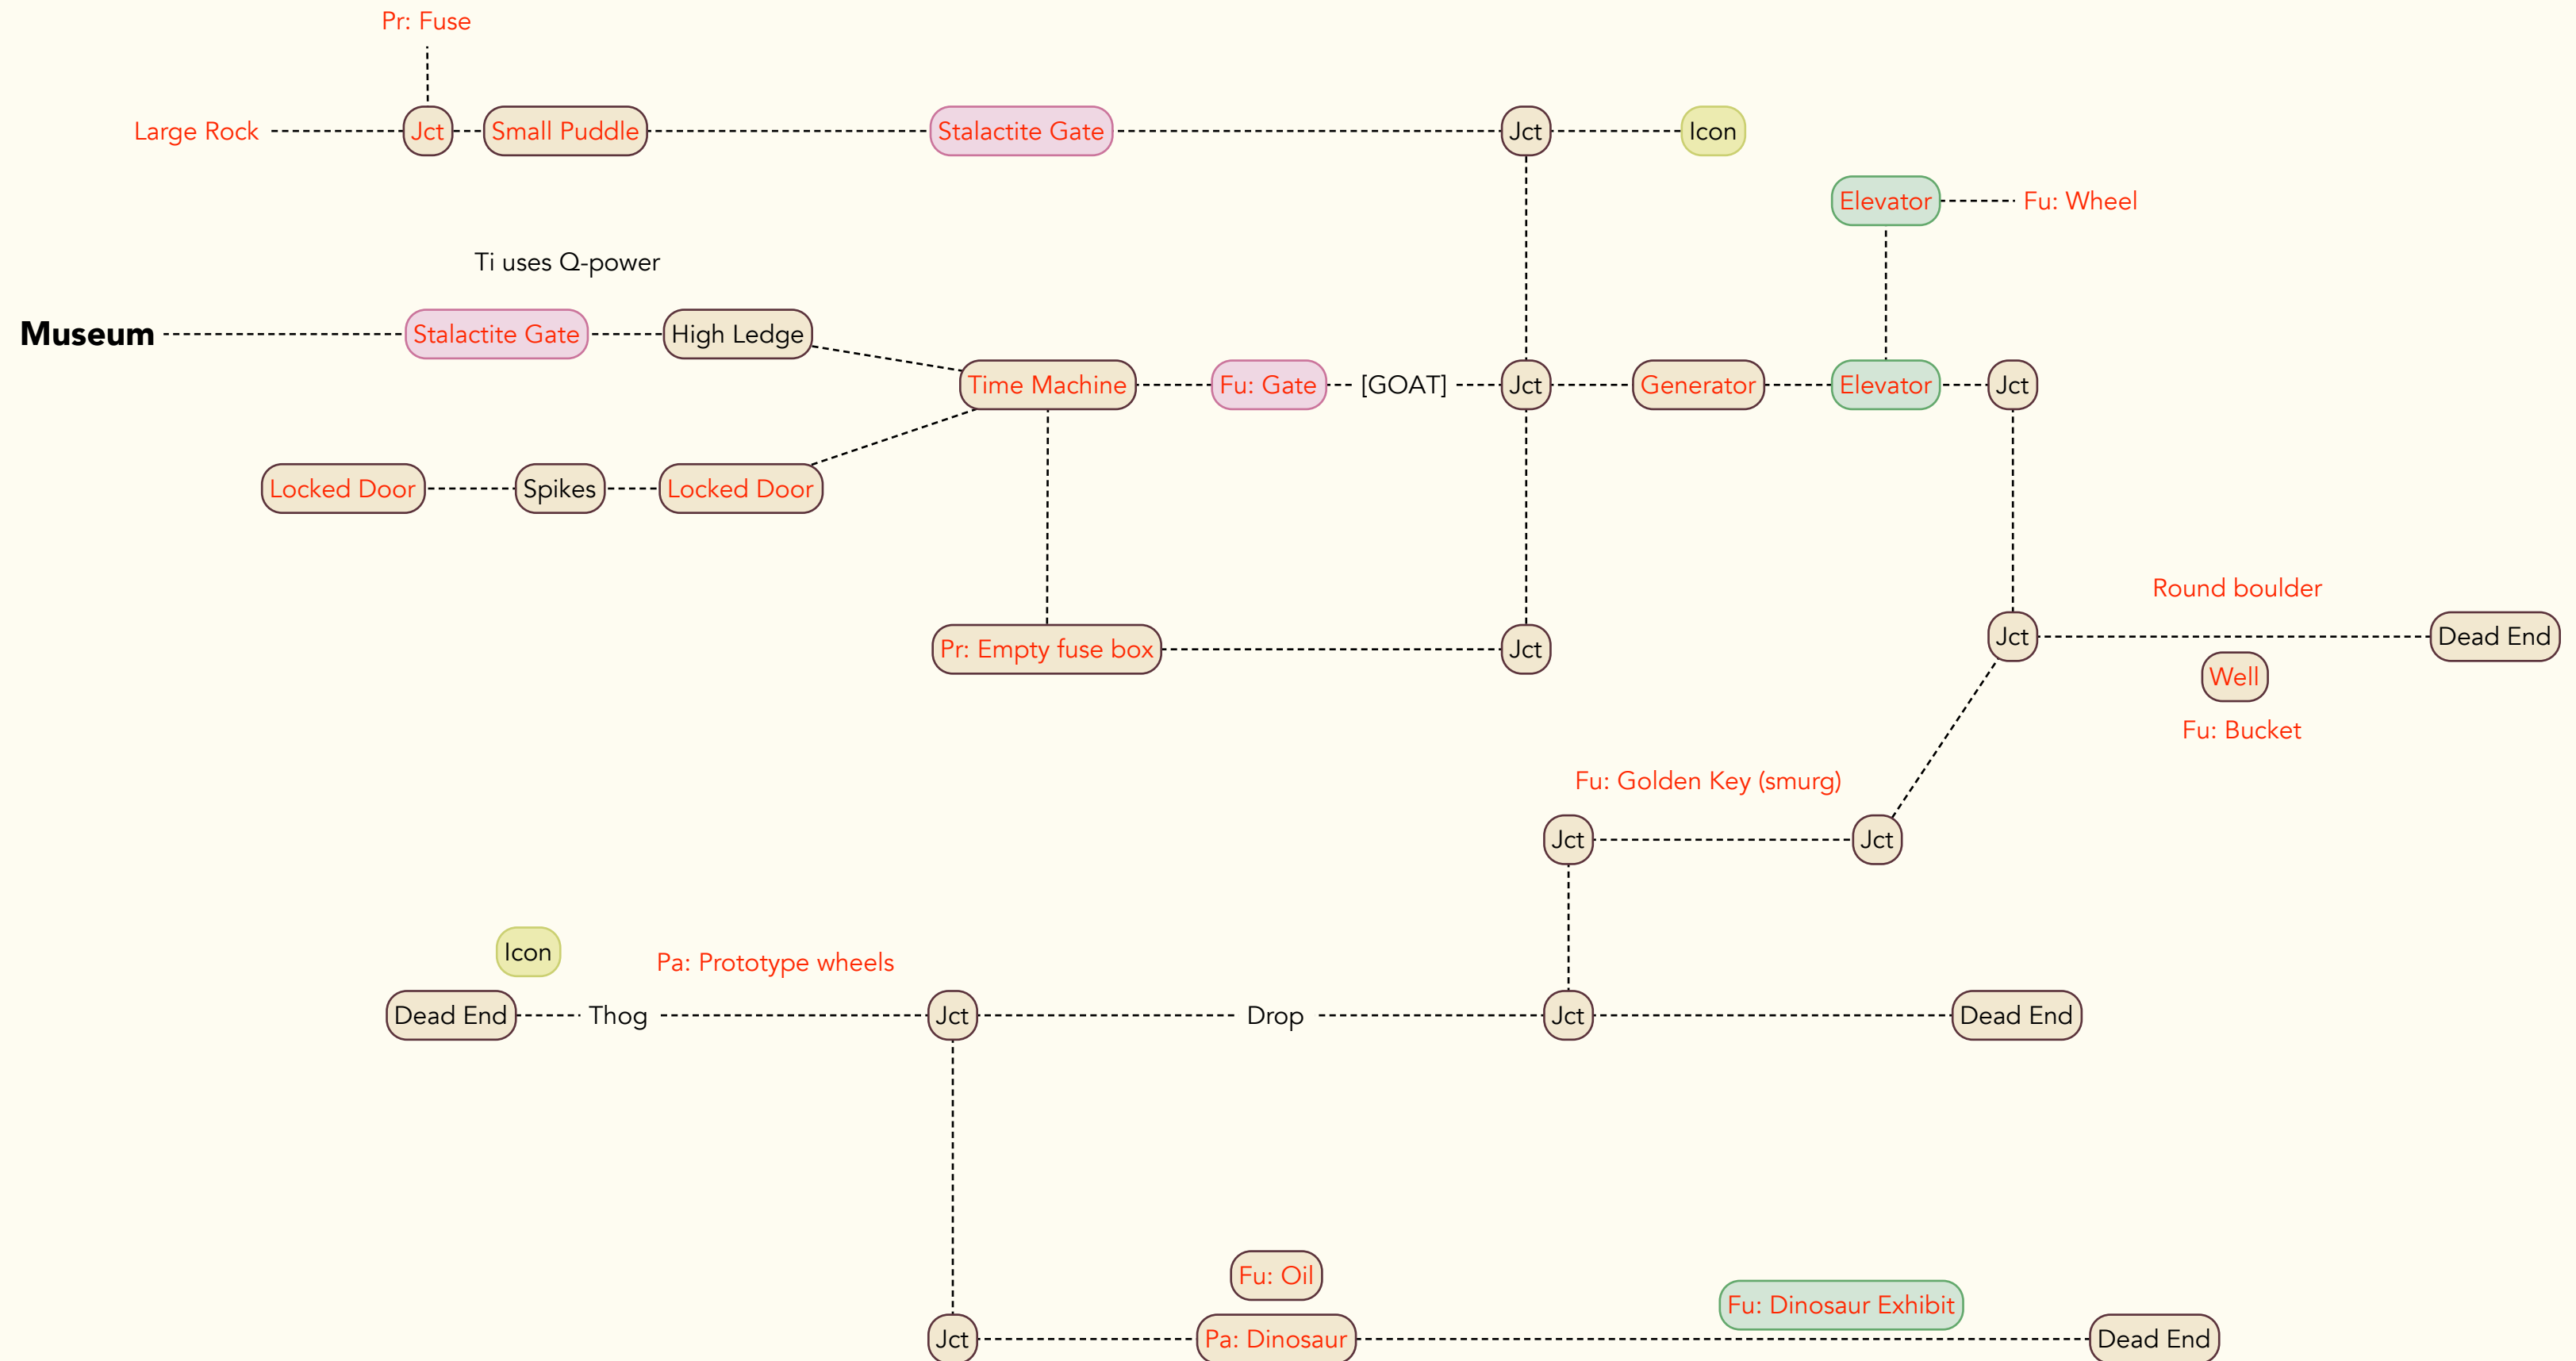 Pr: Fuse
Large Rock
Jct
Small Puddle
Stalactite Gate
Jct
Icon
Elevator
Fu: Wheel
Ti uses Q-power
Museum
Stalactite Gate
High Ledge
Time Machine
Fu: Gate
[GOAT]
Jct
Generator
Elevator
Jct
Locked Door
Spikes
Locked Door
Round boulder
Pr: Empty fuse box
Jct
Jct
Dead End
Well
Fu: Bucket
Fu: Golden Key (smurg)
Jct
Jct
Icon
Pa: Prototype wheels
Dead End
Thog
Jct
Drop
Jct
Dead End
Fu: Oil
Fu: Dinosaur Exhibit
Jct
Pa: Dinosaur
Dead End